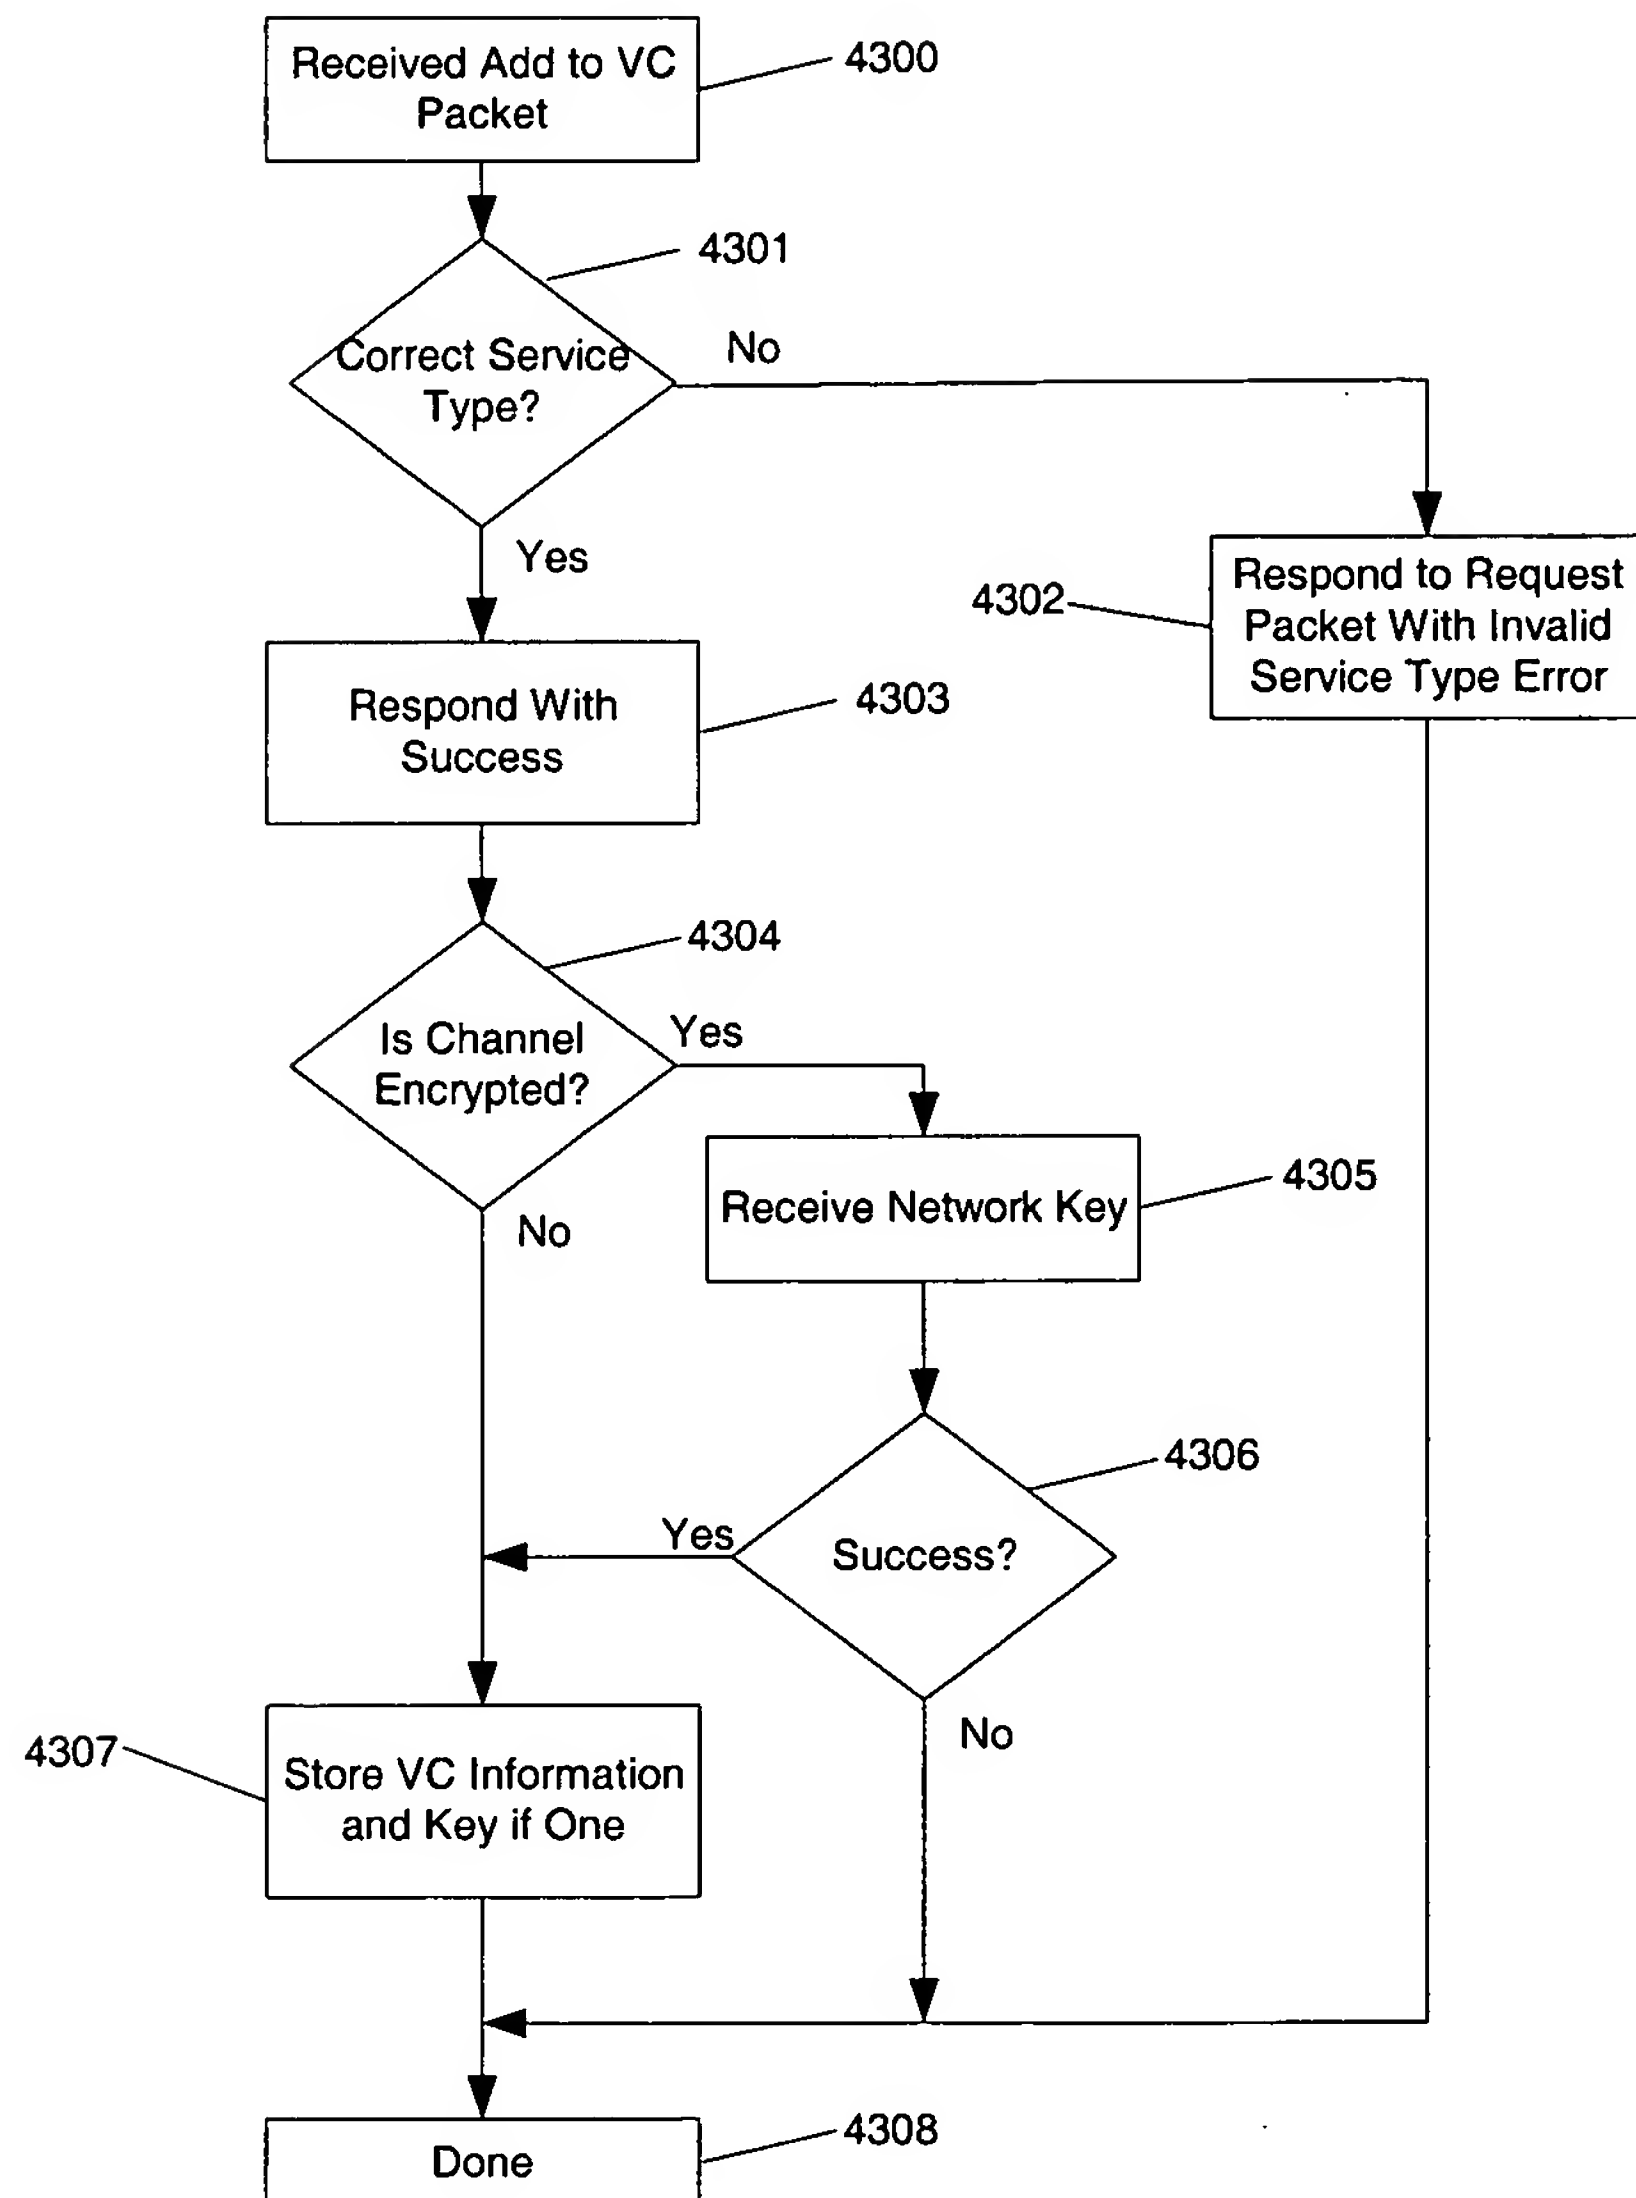 Received Add to VC
Packet
4300
4301
Correct Service
Type?
No
Yes
4302
Respond to Request
Packet With Invalid
Service Type Error
Respond With
Success
4303
4304
Is Channel
Encrypted?
Yes
No
Receive Network Key
4305
4306
Success?
Yes
No
4307
Store VC Information
and Key if One
Done
4308